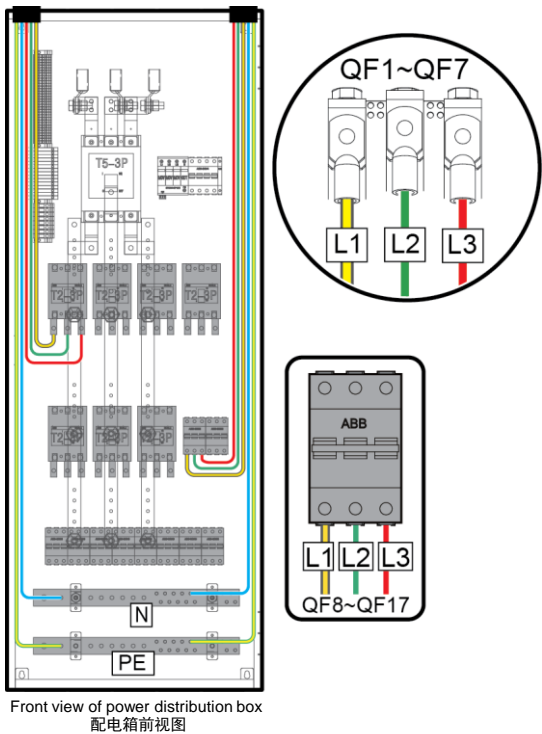 T5-3P
T2-3P T2-3P T2-3P T2-3P
T2-3P T2-3P T2-3P
N
PE
Front view of power distribution box
配电箱前视图
QF1~QF7
L1 L2 L3
ABB
L1 L2 L3
QF8~QF17